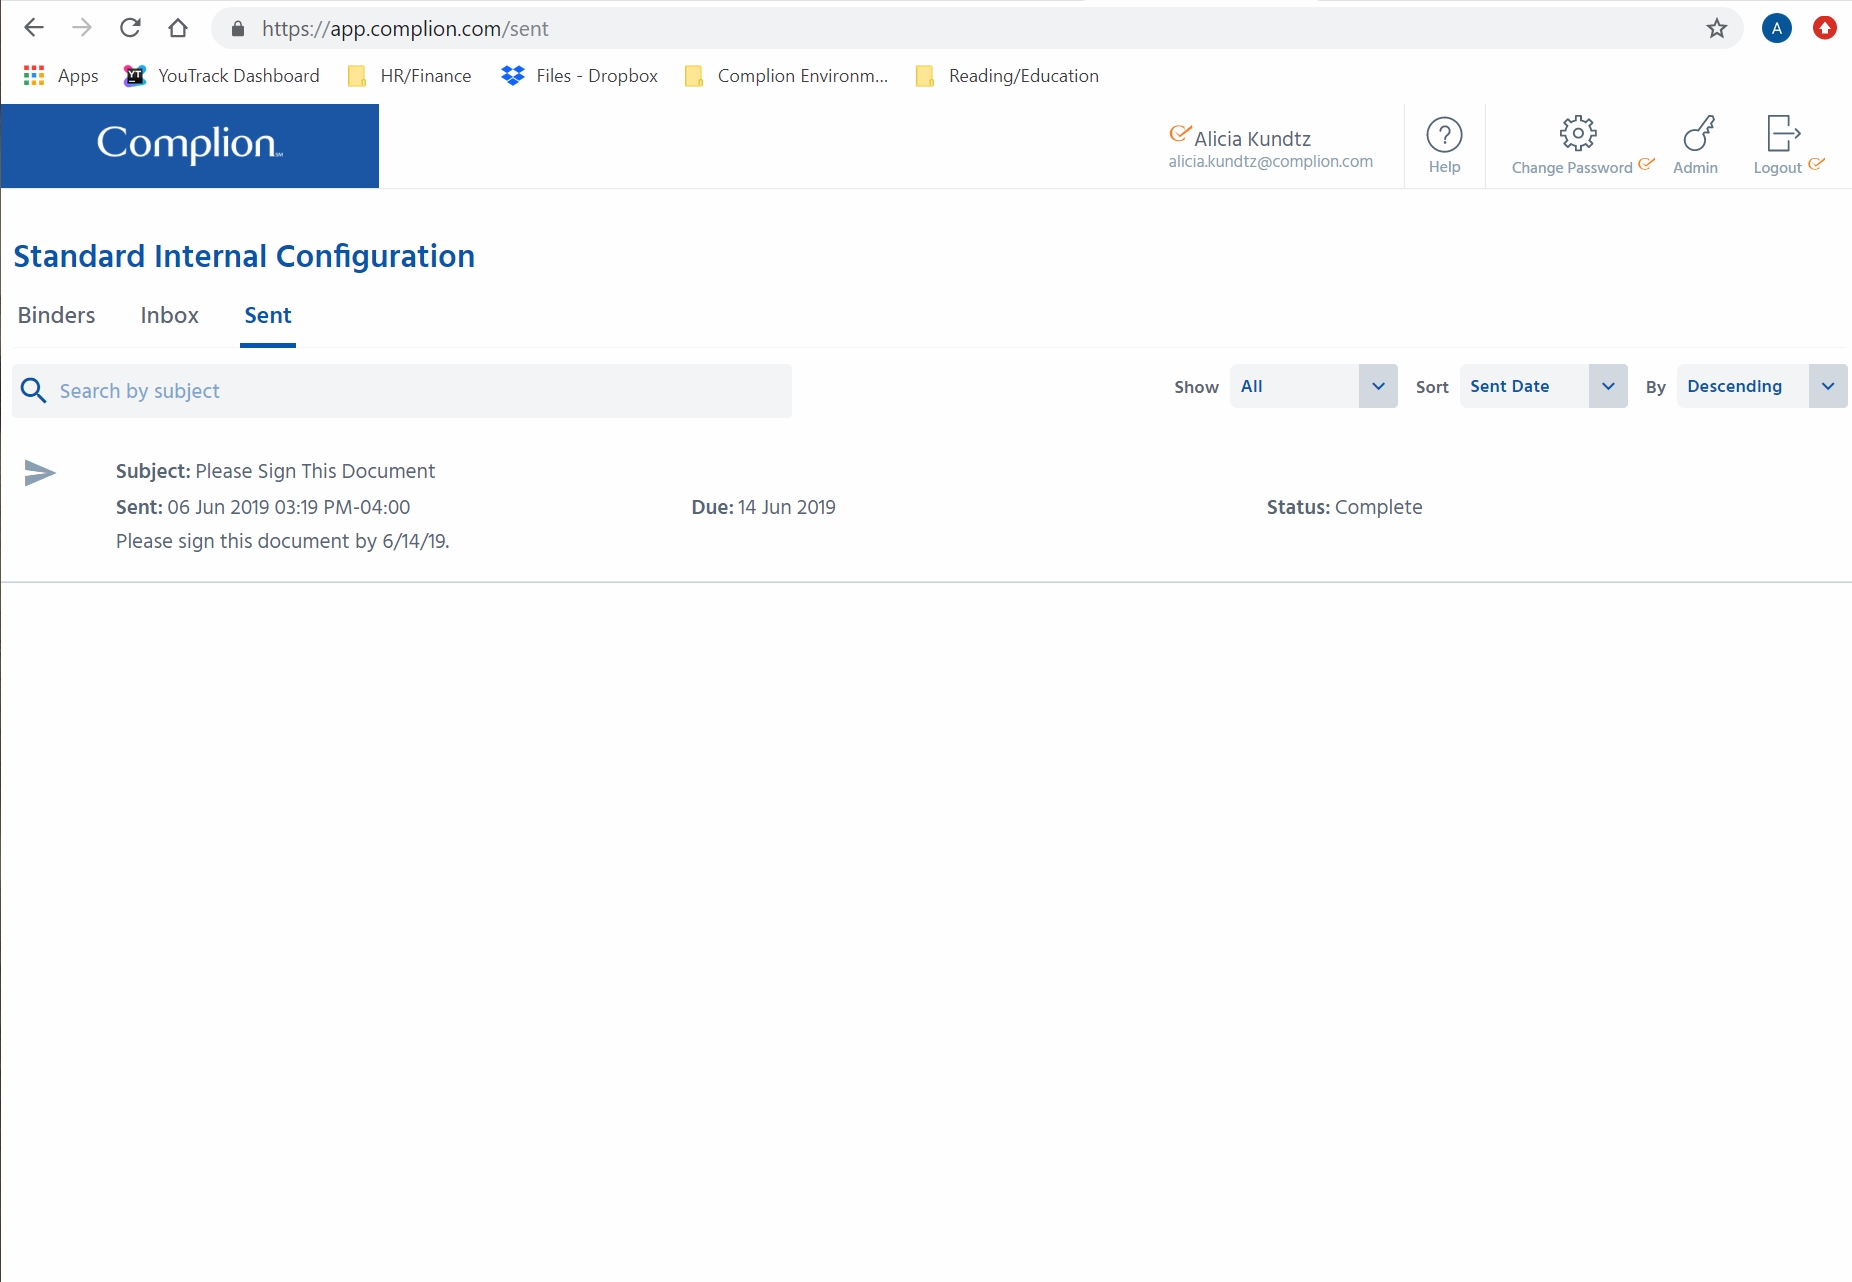 https://app.complion.com/sent
A
Apps
YouTrack Dashboard
HR/Finance
Files - Dropbox
Complion Environm...
Reading/Education
Complion
Alicia Kundtz
alicia.kundtz@complion.com
Help
Change Password
Admin
Logout
Standard Internal Configuration
Binders
Inbox
Sent
Search by subject
Show All
Sort Sent Date
By Descending
Subject: Please Sign This Document
Sent: 06 Jun 2019 03:19 PM-04:00
Due: 14 Jun 2019
Status: Complete
Please sign this document by 6/14/19.